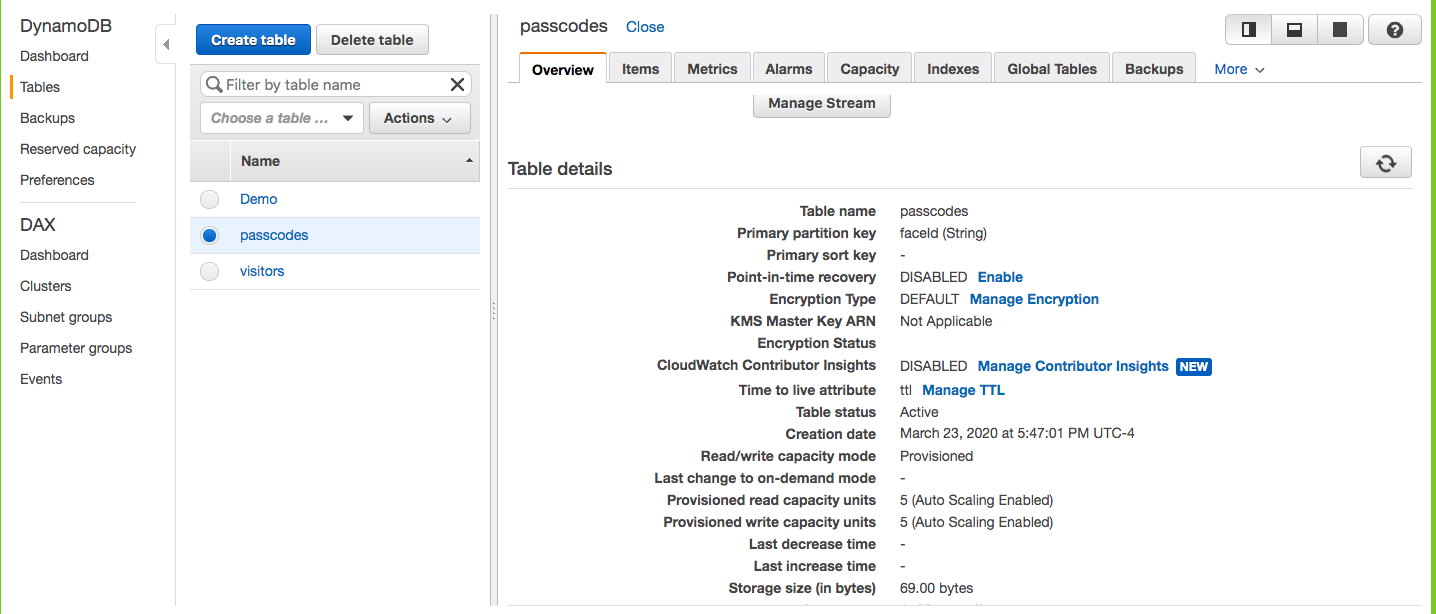 DynamoDB
Dashboard
Tables
Backups
Reserved capacity
Preferences
DAX
Dashboard
Clusters
Subnet groups
Parameter groups
Events
Create table
Delete table
Filter by table name
Choose a table ...
Actions
Name
Demo
passcodes
visitors
passcodes Close
Overview Items Metrics Alarms Capacity Indexes Global Tables Backups More
Manage Stream
Table details
Table name passcodes
Primary partition key faceId (String)
Primary sort key -
Point-in-time recovery DISABLED Enable
Encryption Type DEFAULT Manage Encryption
KMS Master Key ARN Not Applicable
Encryption Status
CloudWatch Contributor Insights DISABLED Manage Contributor Insights NEW
Time to live attribute ttl Manage TTL
Table status Active
Creation date March 23, 2020 at 5:47:01 PM UTC-4
Read/write capacity mode Provisioned
Last change to on-demand mode -
Provisioned read capacity units 5 (Auto Scaling Enabled)
Provisioned write capacity units 5 (Auto Scaling Enabled)
Last decrease time -
Last increase time -
Storage size (in bytes) 69.00 bytes